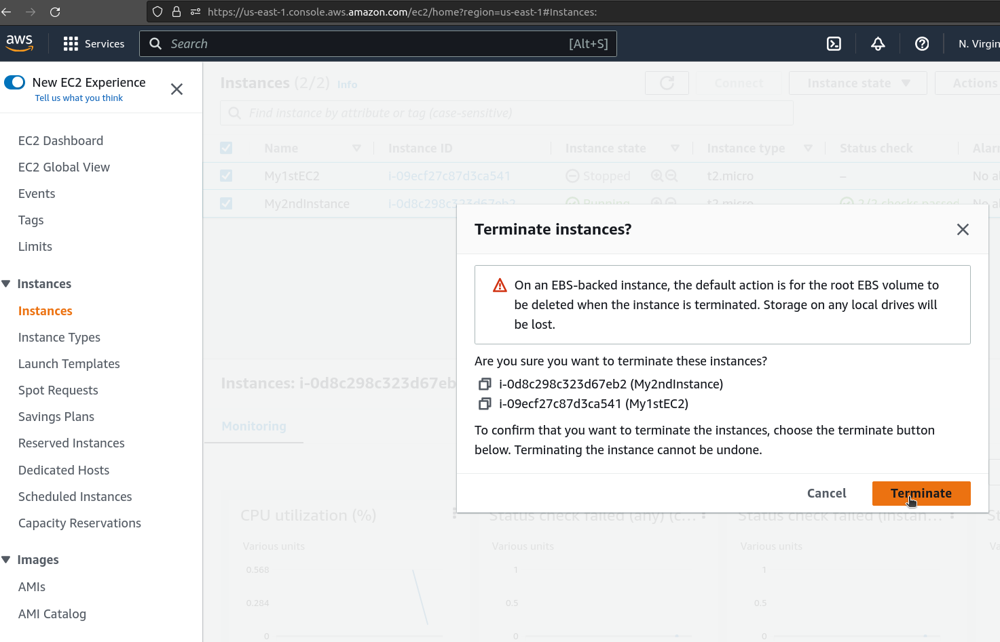 https://us-east-1.console.aws.amazon.com/ec2/home?region=us-east-1#Instances:
aws
Services
Search
[Alt+S]
N. Virgin
New EC2 Experience
Tell us what you think
EC2 Dashboard
EC2 Global View
Events
Tags
Limits
Instances
Instances
Instance Types
Launch Templates
Spot Requests
Savings Plans
Reserved Instances
Dedicated Hosts
Scheduled Instances
Capacity Reservations
Images
AMIs
AMI Catalog
Instances (2/2) Info
Connect
Instance state
Actions
Find instance by attribute or tag (case-sensitive)
Name Instance ID Instance state Instance type Status check Alar
My1stEC2 i-09ecf27c87d3ca541 Stopped t2.micro – No al
My2ndInstance i-0d8c298c323d67eb2 Running t2.micro 2/2 checks passed No al
Terminate instances?
On an EBS-backed instance, the default action is for the root EBS volume to
be deleted when the instance is terminated. Storage on any local drives will
be lost.
Are you sure you want to terminate these instances?
i-0d8c298c323d67eb2 (My2ndInstance)
i-09ecf27c87d3ca541 (My1stEC2)
To confirm that you want to terminate the instances, choose the terminate button
below. Terminating the instance cannot be undone.
Cancel
Terminate
Instances: i-0d8c298c323d67eb
Monitoring
CPU utilization (%)
Various units
0.568
0.284
0
Status check failed (any) (c...
Various units
1
0.5
0
Status check failed (instan...
Various units
1
0.5
0
St
Va